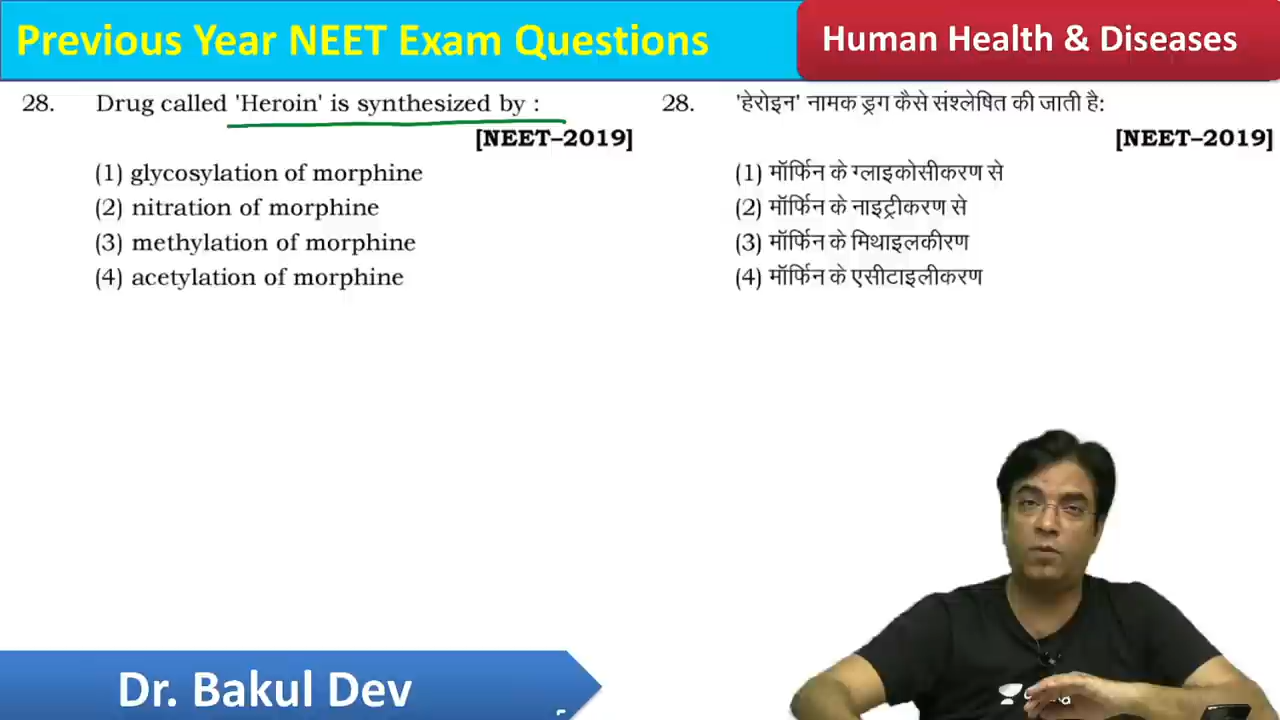 Previous Year NEET Exam Questions
Human Health & Diseases
28. Drug called 'Heroin' is synthesized by :
[NEET–2019]
(1) glycosylation of morphine
(2) nitration of morphine
(3) methylation of morphine
(4) acetylation of morphine
28. 'हेरोइन' नामक ड्रग कैसे संश्लेषित की जाती है:
[NEET–2019]
(1) मॉर्फिन के ग्लाइकोसीकरण से
(2) मॉर्फिन के नाइट्रीकरण से
(3) मॉर्फिन के मिथाइलकीरण
(4) मॉर्फिन के एसीटाइलीकरण
Dr. Bakul Dev